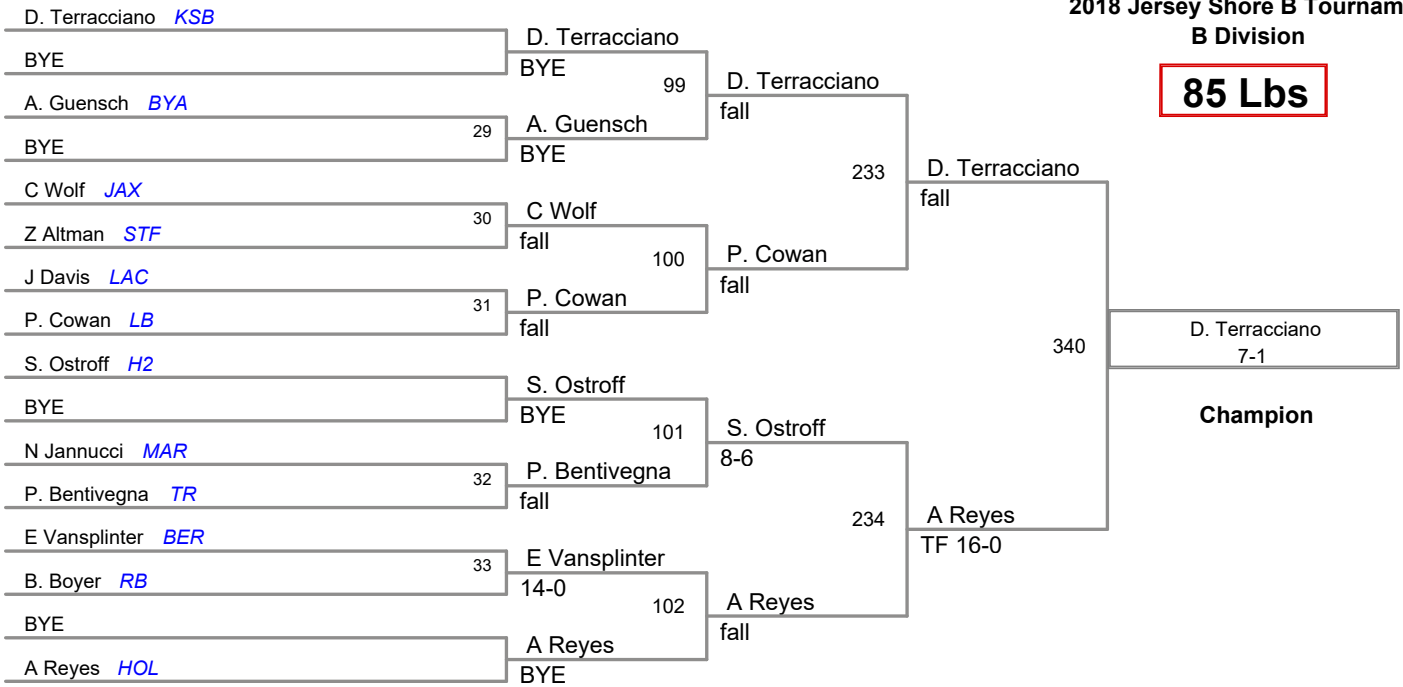 2018 Jersey Shore B Tournam
B Division
85 Lbs
D. Terracciano KSB
BYE
A. Guensch BYA
29
BYE
C Wolf JAX
30
Z Altman STF
J Davis LAC
31
P. Cowan LB
S. Ostroff H2
BYE
N Jannucci MAR
32
P. Bentivegna TR
E Vansplinter BER
33
B. Boyer RB
BYE
A Reyes HOL
D. Terracciano
BYE
99
A. Guensch
BYE
C Wolf
fall
100
P. Cowan
fall
S. Ostroff
BYE
101
P. Bentivegna
fall
E Vansplinter
14-0
102
A Reyes
BYE
D. Terracciano
fall
233
P. Cowan
fall
S. Ostroff
8-6
234
A Reyes
fall
D. Terracciano
fall
340
A Reyes
TF 16-0
D. Terracciano
7-1
Champion